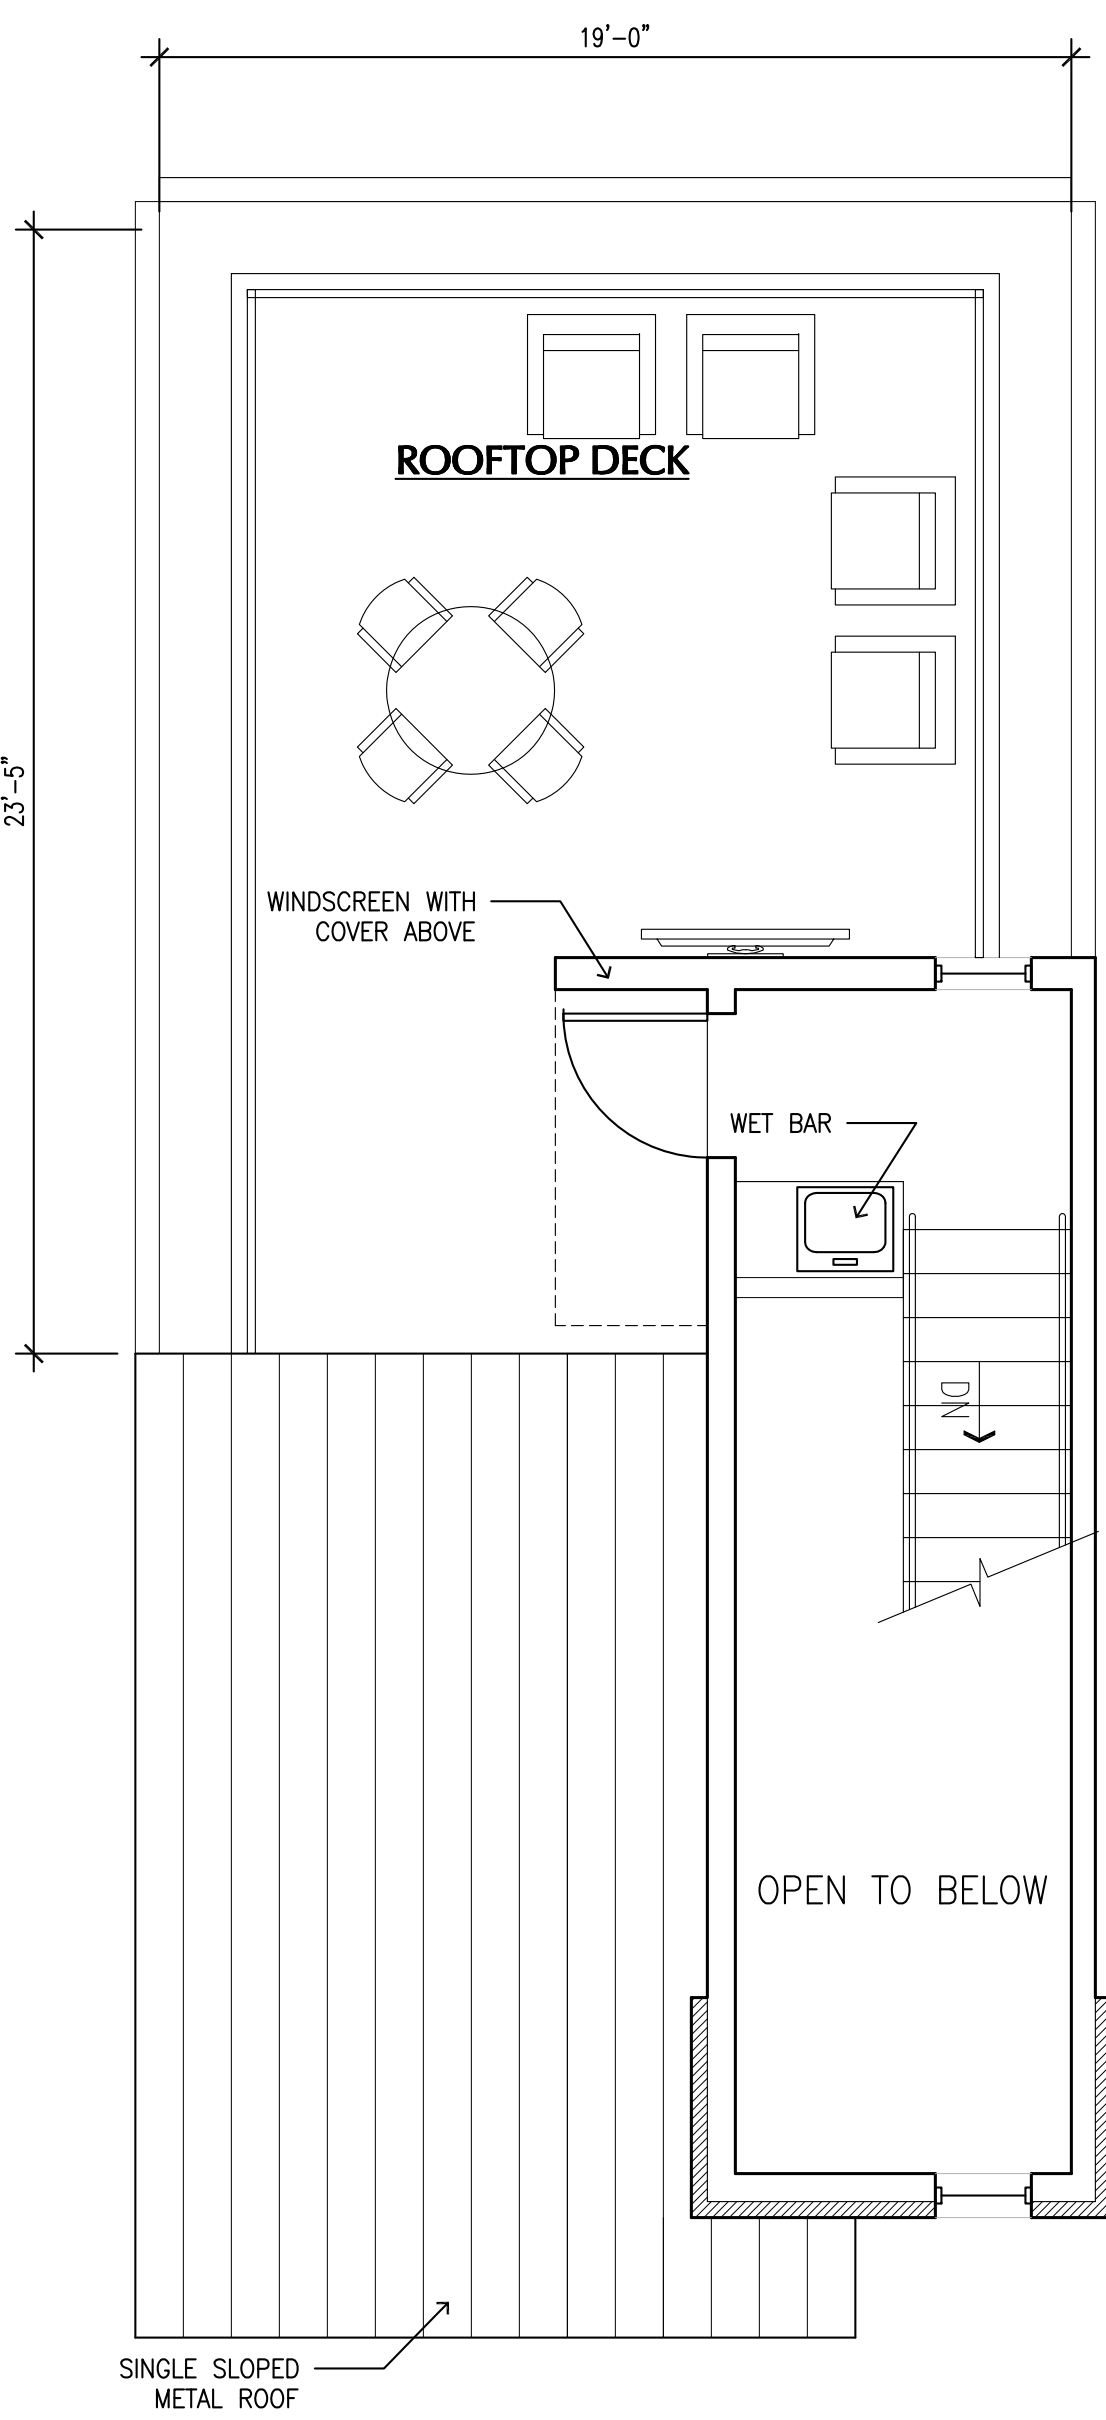 19'-0"
ROOFTOP DECK
23'-5"
WINDSCREEN WITH
COVER ABOVE
WET BAR
DN
OPEN TO BELOW
SINGLE SLOPED
METAL ROOF